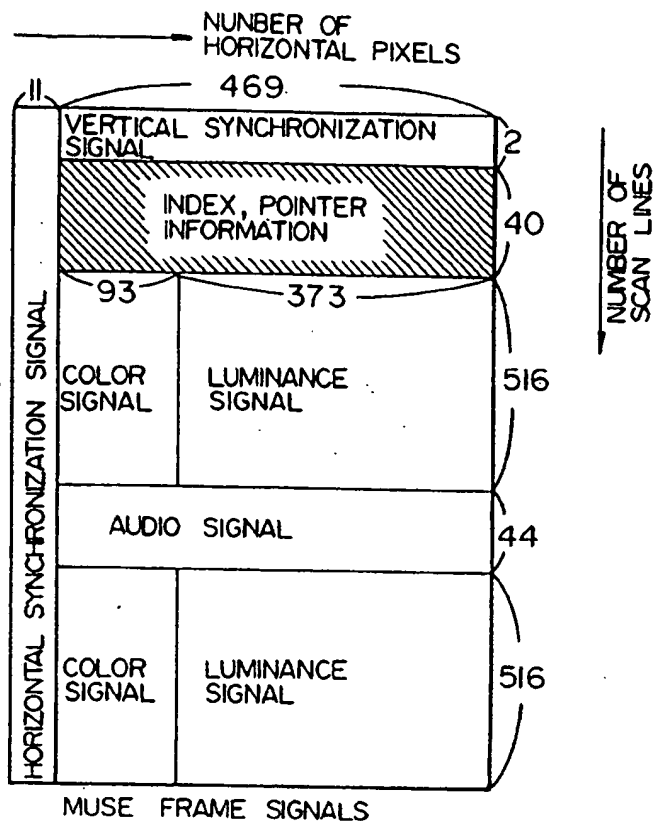 NUNBER OF
HORIZONTAL PIXELS
11
469
VERTICAL SYNCHRONIZATION
SIGNAL
2
INDEX, POINTER
INFORMATION
40
NUMBER OF
SCAN LINES
93
373
HORIZONTAL SYNCHRONIZATION SIGNAL
COLOR
SIGNAL
LUMINANCE
SIGNAL
516
AUDIO SIGNAL
44
COLOR
SIGNAL
LUMINANCE
SIGNAL
516
MUSE FRAME SIGNALS